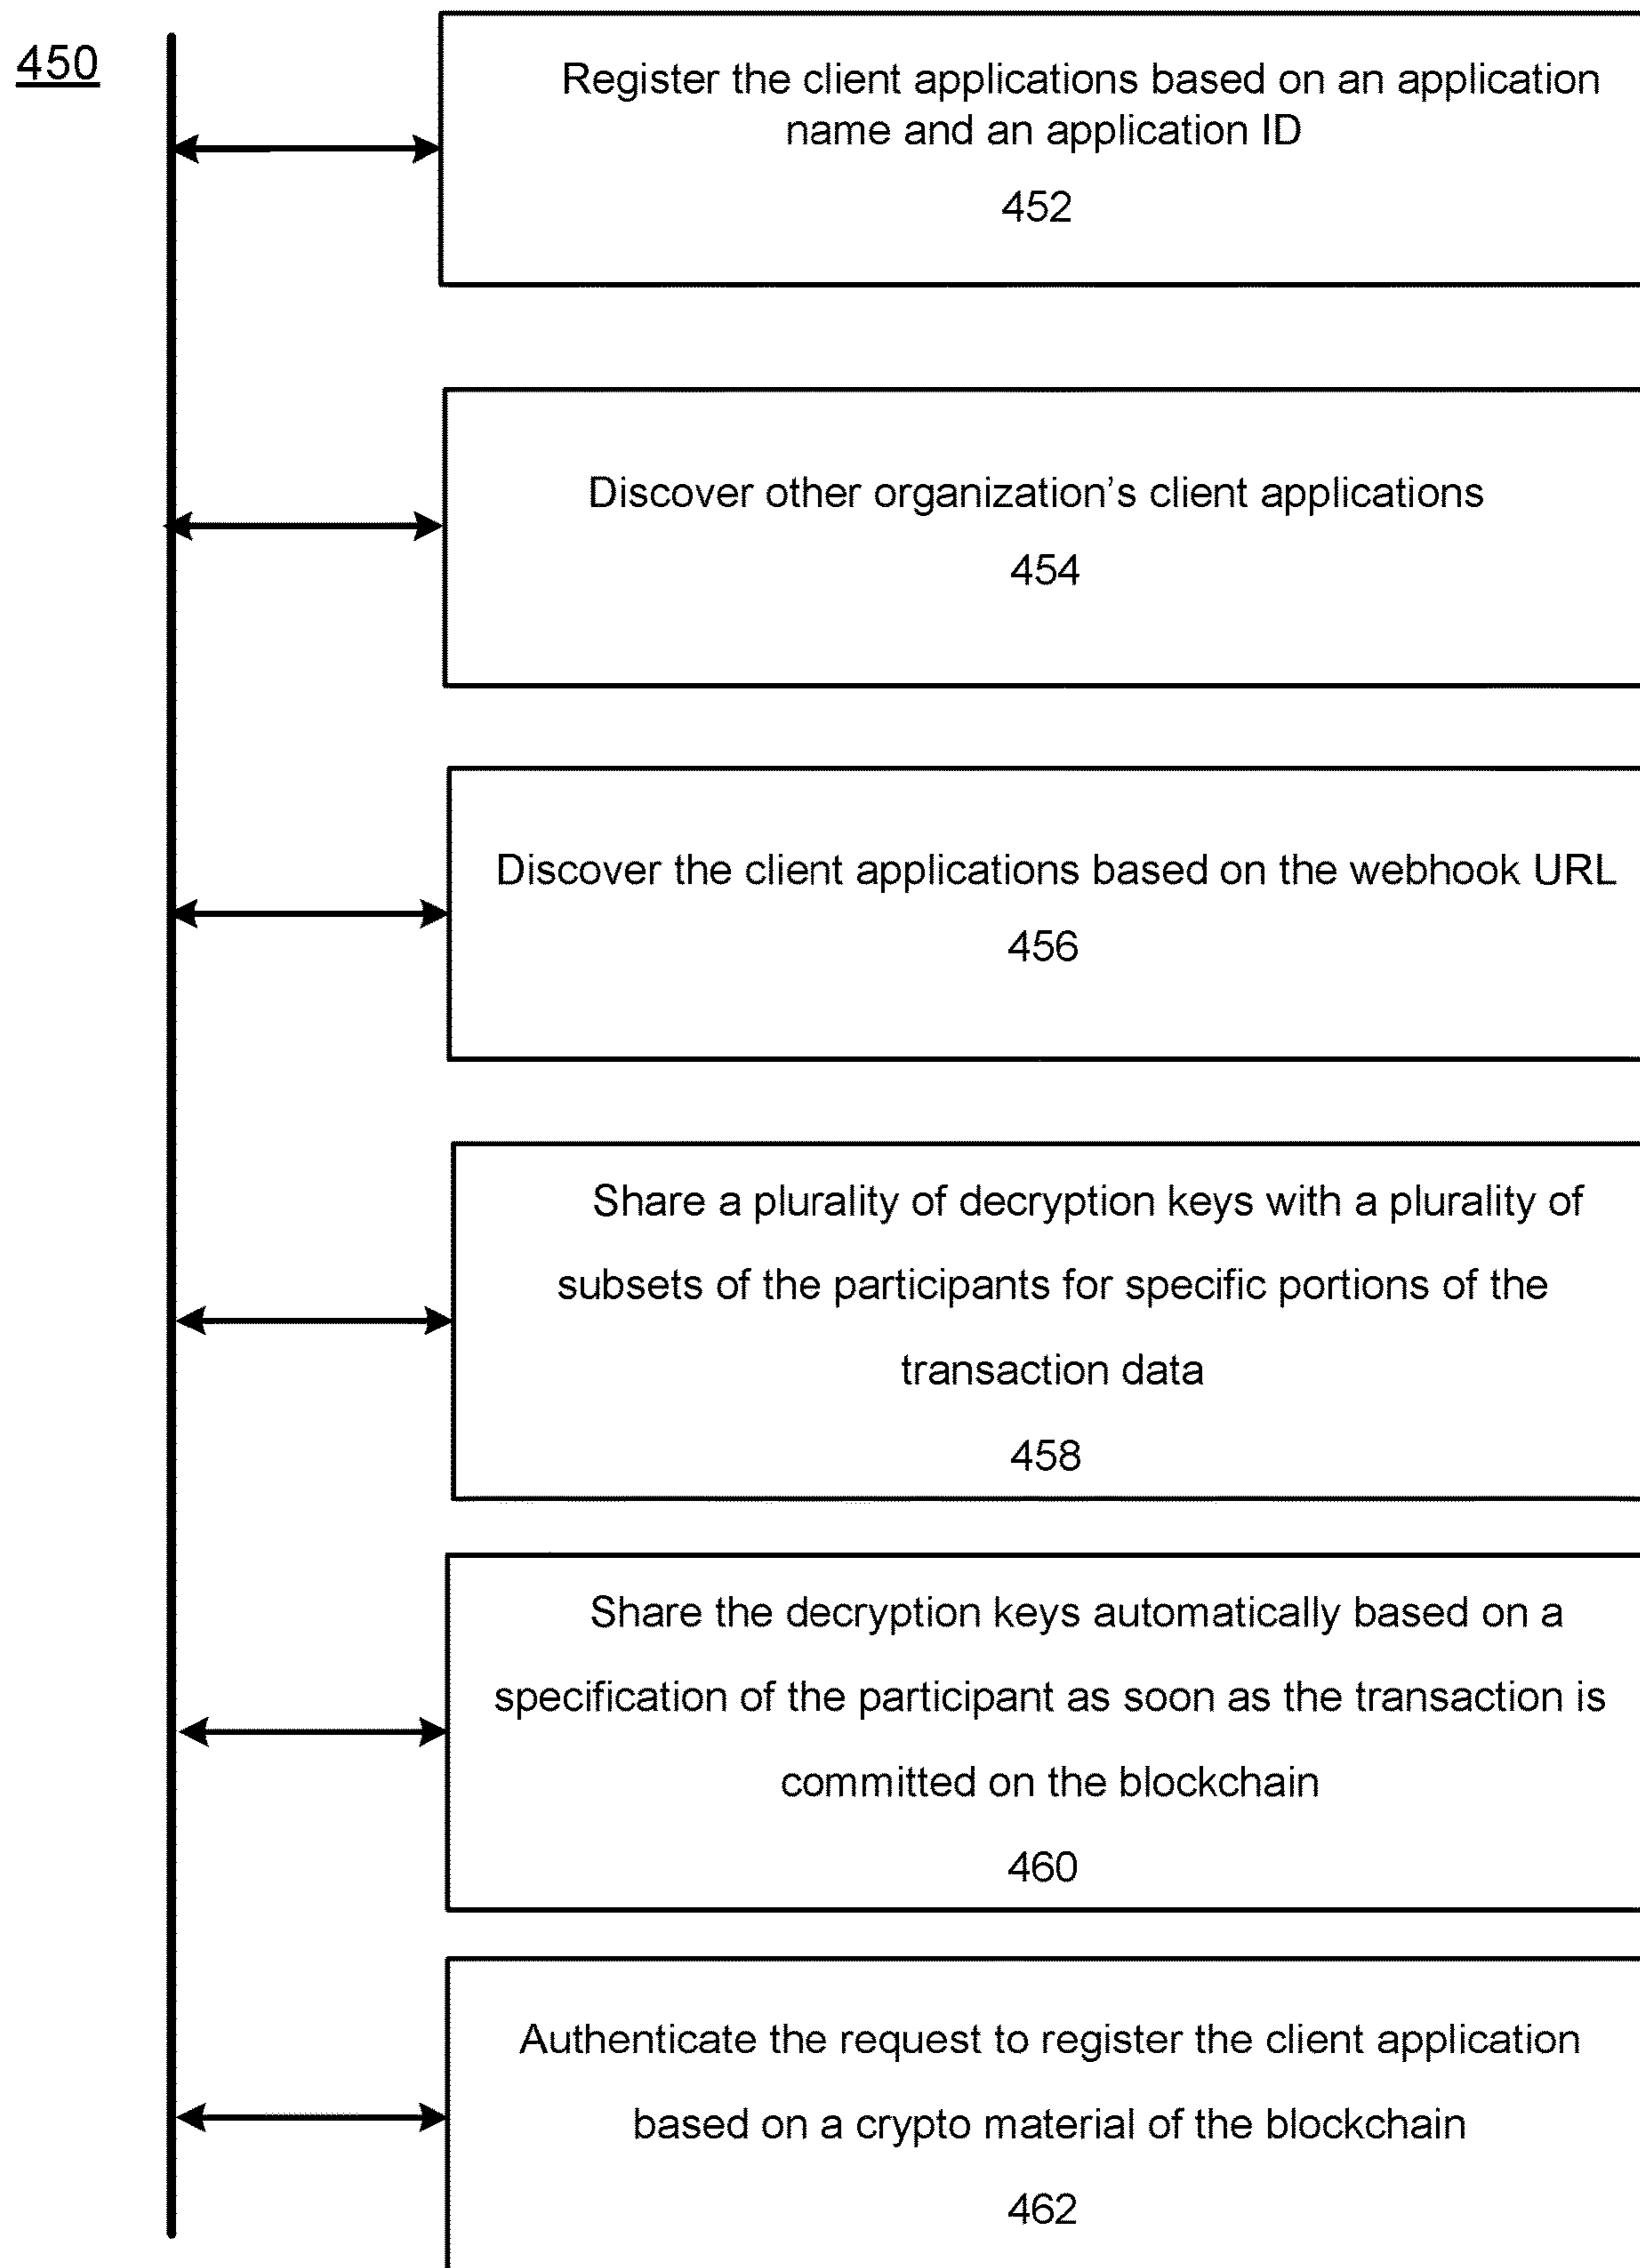 450
Register the client applications based on an application
name and an application ID
452
Discover other organization's client applications
454
Discover the client applications based on the webhook URL
456
Share a plurality of decryption keys with a plurality of
subsets of the participants for specific portions of the
transaction data
458
Share the decryption keys automatically based on a
specification of the participant as soon as the transaction is
committed on the blockchain
460
Authenticate the request to register the client application
based on a crypto material of the blockchain
462